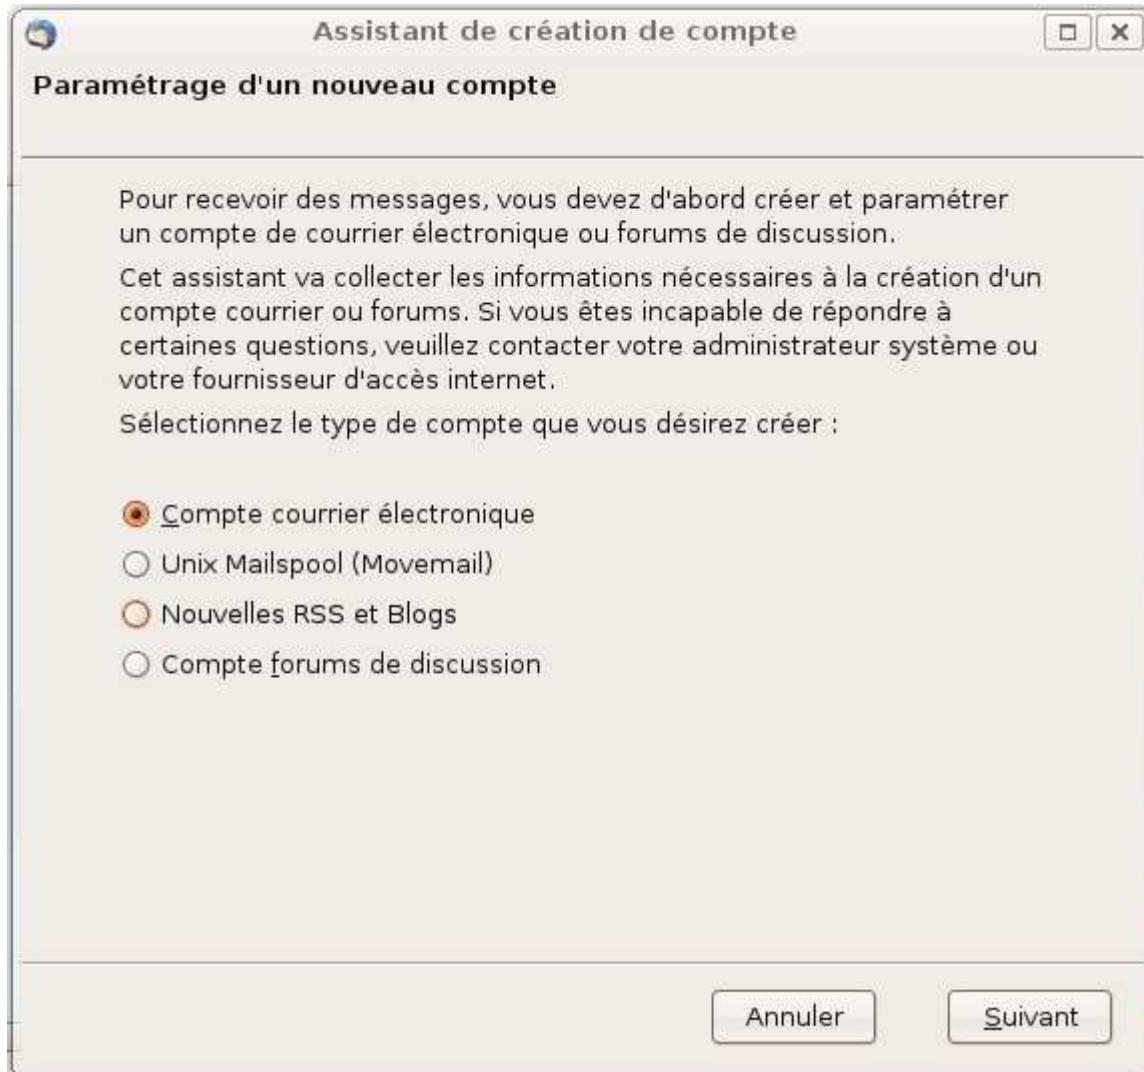 Assistant de création de compte
Paramétrage d'un nouveau compte
Pour recevoir des messages, vous devez d'abord créer et paramétrer
un compte de courrier électronique ou forums de discussion.
Cet assistant va collecter les informations nécessaires à la création d'un
compte courrier ou forums. Si vous êtes incapable de répondre à
certaines questions, veuillez contacter votre administrateur système ou
votre fournisseur d'accès internet.
Sélectionnez le type de compte que vous désirez créer :
Compte courrier électronique
Unix Mailspool (Movemail)
Nouvelles RSS et Blogs
Compte forums de discussion
Annuler
Suivant